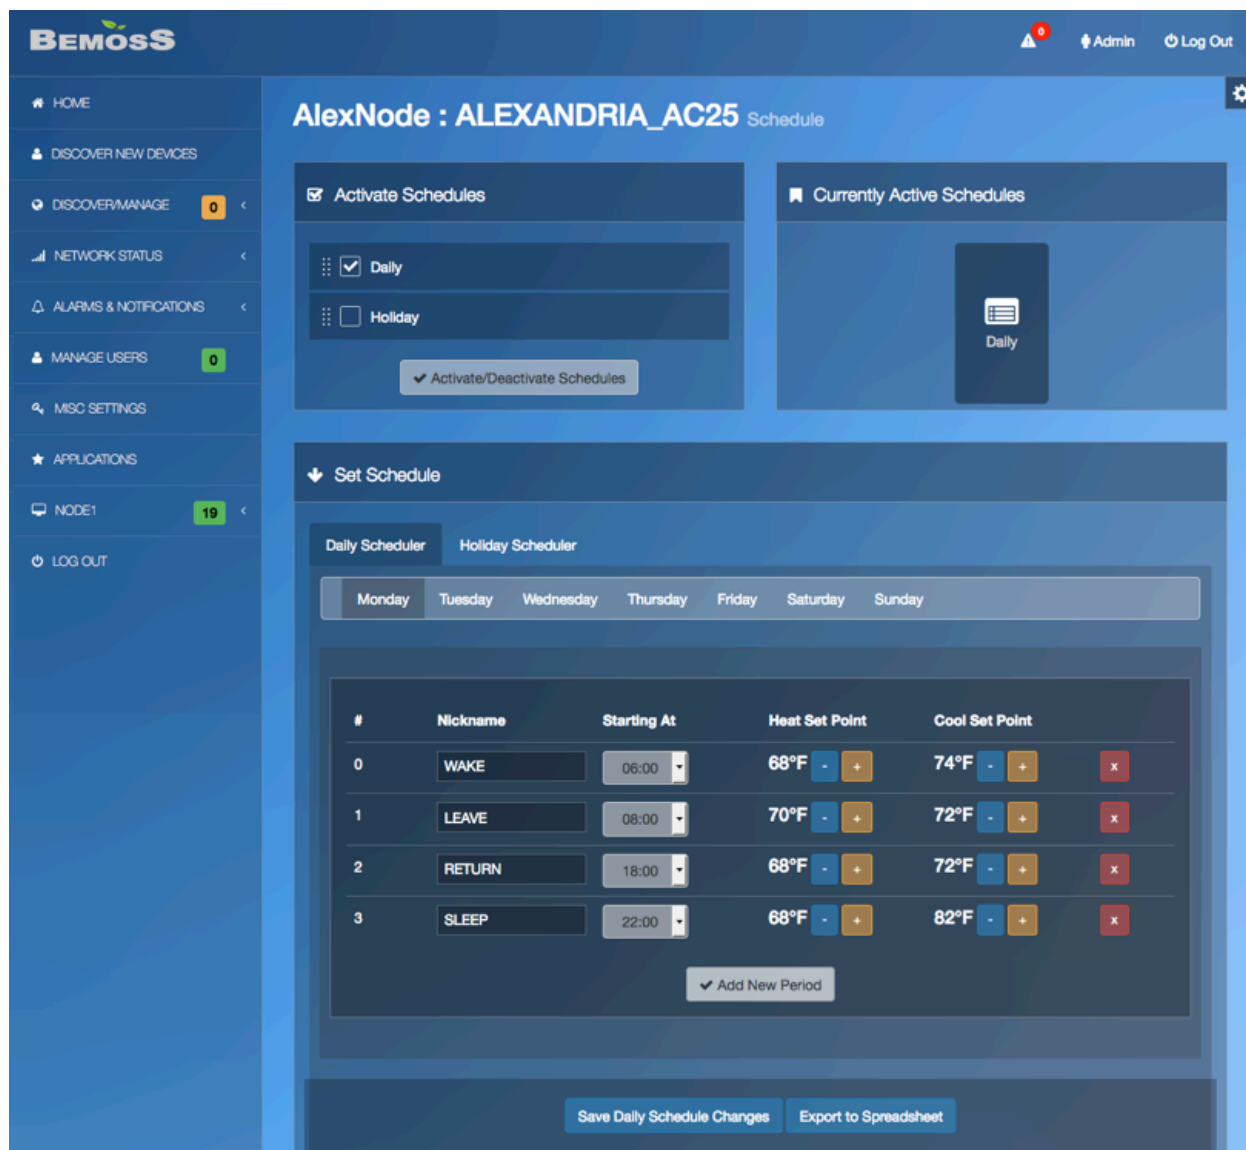 BEMOSS
0
Admin
Log Out
HOME
DISCOVER NEW DEVICES
DISCOVER/MANAGE 0
NETWORK STATUS
ALARMS & NOTIFICATIONS
MANAGE USERS 0
MISC SETTINGS
APPLICATIONS
NODE1 19
LOG OUT
AlexNode : ALEXANDRIA_AC25 Schedule
Activate Schedules
Daily
Holiday
Activate/Deactivate Schedules
Currently Active Schedules
Daily
Set Schedule
Daily Scheduler Holiday Scheduler
Monday Tuesday Wednesday Thursday Friday Saturday Sunday
# Nickname Starting At Heat Set Point Cool Set Point
0 WAKE 06:00 68°F - + 74°F - + x
1 LEAVE 08:00 70°F - + 72°F - + x
2 RETURN 18:00 68°F - + 72°F - + x
3 SLEEP 22:00 68°F - + 82°F - + x
Add New Period
Save Daily Schedule Changes Export to Spreadsheet